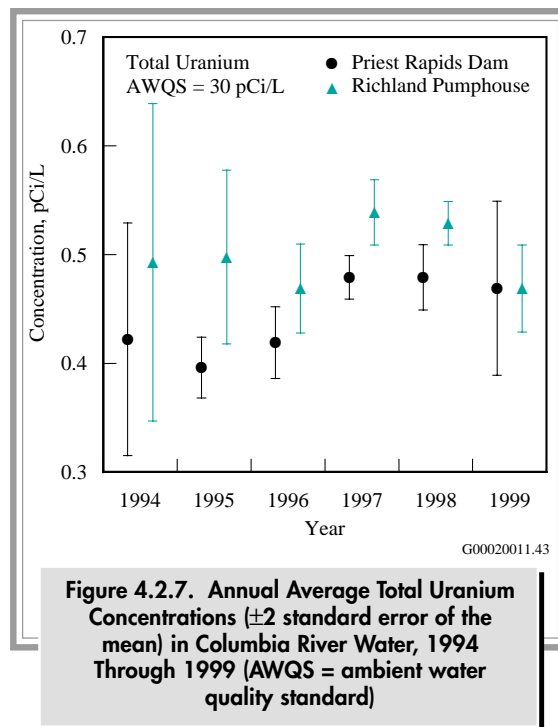 0.7
Total Uranium
AWQS = 30 pCi/L
Priest Rapids Dam
Richland Pumphouse
0.6
0.5
0.4
0.3
Concentration, pCi/L
1994 1995 1996 1997 1998 1999
Year
G00020011.43
Figure 4.2.7. Annual Average Total Uranium
Concentrations (±2 standard error of the
mean) in Columbia River Water, 1994
Through 1999 (AWQS = ambient water
quality standard)